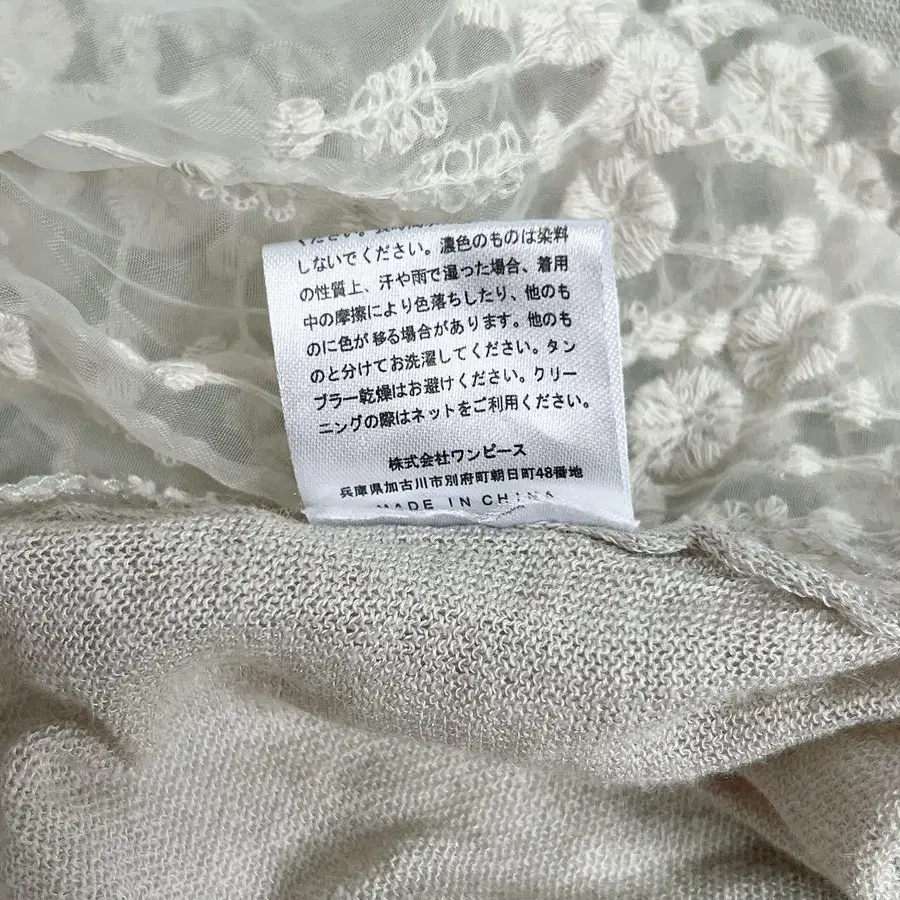 ください。
しないでください。濃色のものは染料
の性質上、汗や雨で湿った場合、着用
中の摩擦により色落ちしたり、他のも
のに色が移る場合があります。他のも
のと分けてお洗濯してください。タン
ブラー乾燥はお避けください。クリー
ニングの際はネットをご利用ください。
株式会社ワンピース
兵庫県加古川市別府町朝日町48番地
MADE IN CHINA